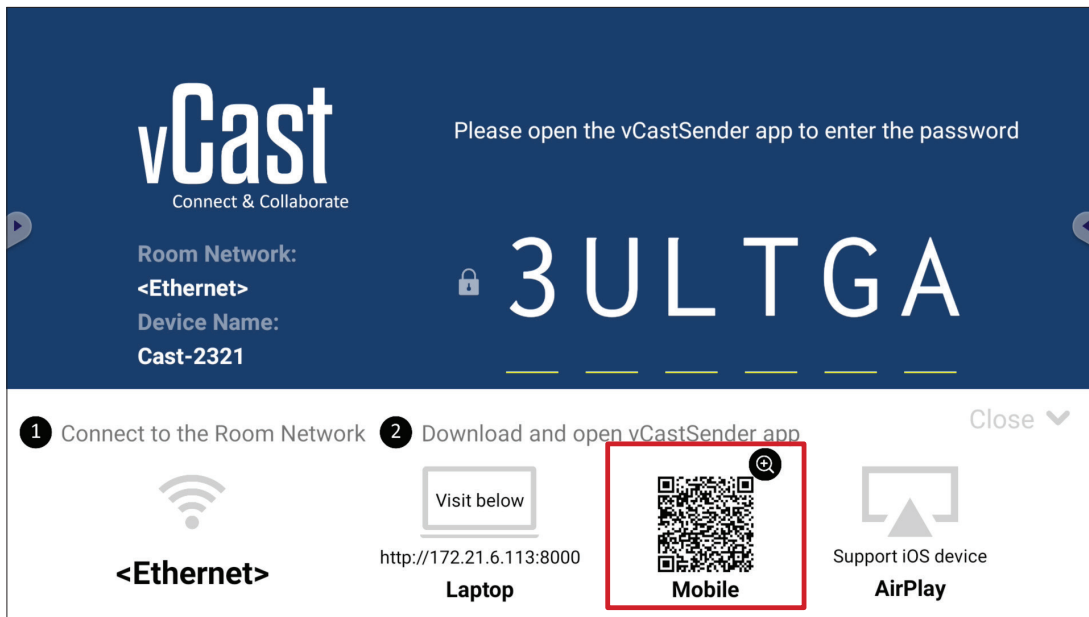 vCast
Connect & Collaborate
Please open the vCastSender app to enter the password
Room Network:
<Ethernet>
Device Name:
Cast-2321
3ULTGA
Close
1 Connect to the Room Network
2 Download and open vCastSender app
<Ethernet>
Visit below
http://172.21.6.113:8000
Laptop
Mobile
Support iOS device
AirPlay